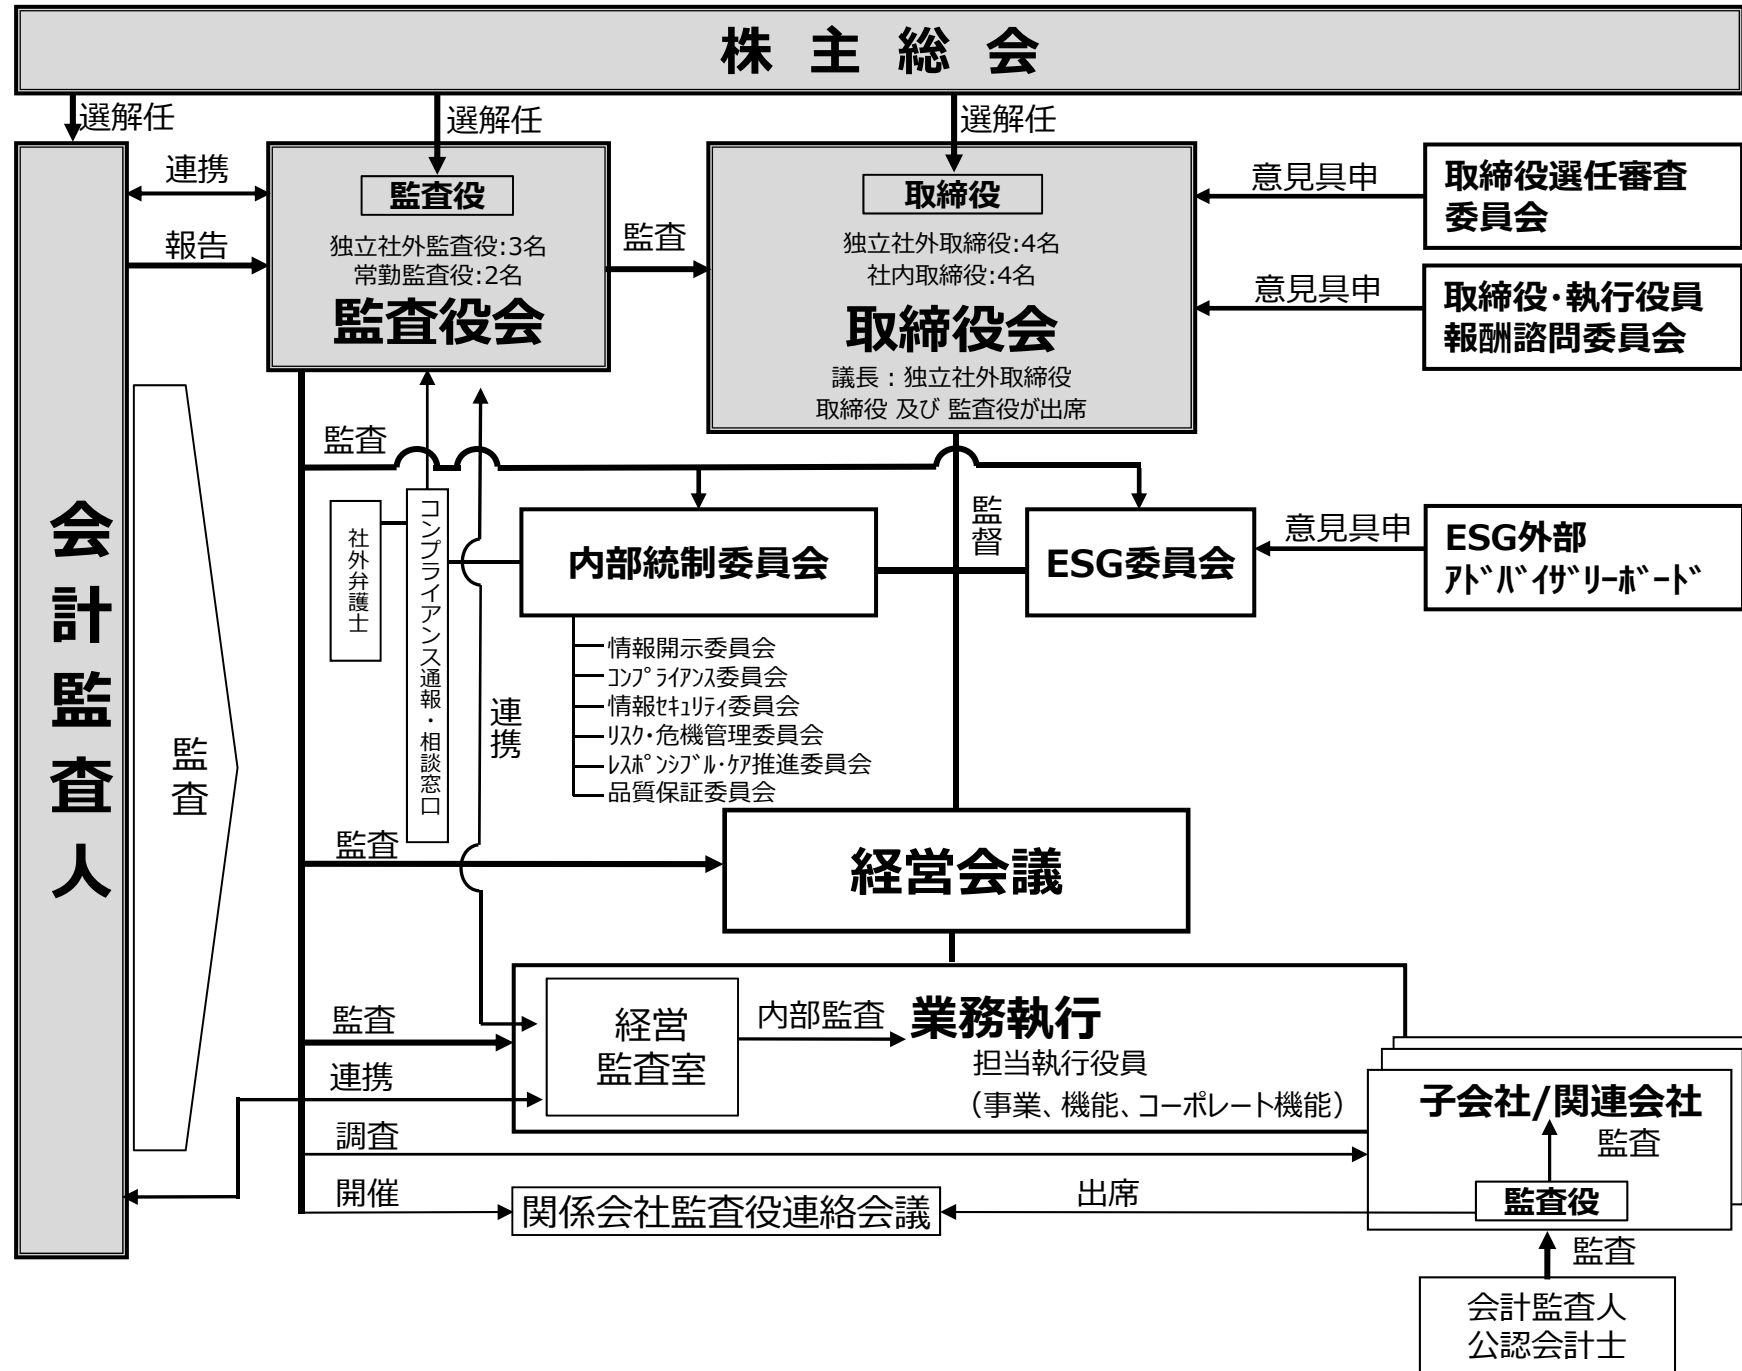 株 主 総 会
選解任
選解任
選解任
連携
報告
監査役
独立社外監査役:3名
常勤監査役:2名
監査役会
監査
取締役
独立社外取締役:4名
社内取締役:4名
取締役会
議長：独立社外取締役
取締役 及び 監査役が出席
意見具申
取締役選任審査
委員会
意見具申
取締役・執行役員
報酬諮問委員会
会計監査人
監査
監査
社外弁護士
コンプライアンス通報・相談窓口
連携
内部統制委員会
監督
ESG委員会
意見具申
ESG外部
ｱﾄﾞﾊﾞｲｻﾞﾘｰﾎﾞｰﾄﾞ
情報開示委員会
ｺﾝﾌﾟﾗｲｱﾝｽ委員会
情報ｾｷｭﾘﾃｨ委員会
ﾘｽｸ・危機管理委員会
ﾚｽﾎﾟﾝｼﾌﾞﾙ・ｹｱ推進委員会
品質保証委員会
監査
経営会議
監査
連携
経営
監査室
内部監査
業務執行
担当執行役員
（事業、機能、ｺｰﾎﾟﾚｰﾄ機能）
調査
開催
関係会社監査役連絡会議
出席
子会社/関連会社
監査
監査役
監査
会計監査人
公認会計士